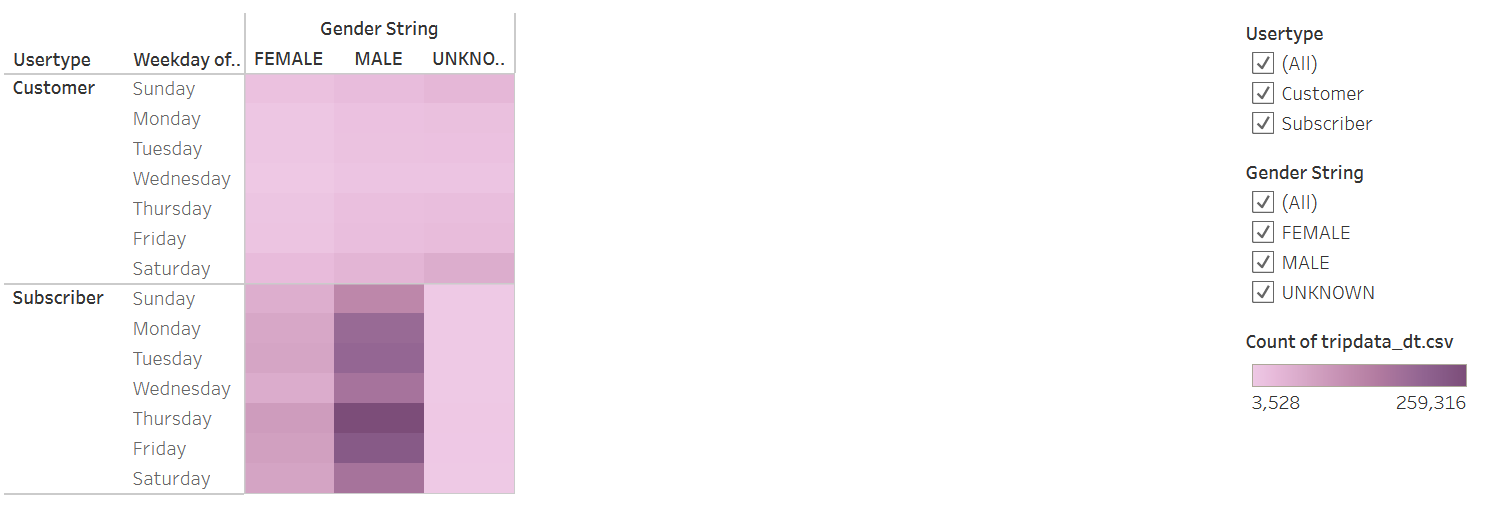 Gender String
Usertype Weekday of.. FEMALE MALE UNKNO..
Customer Sunday
Monday
Tuesday
Wednesday
Thursday
Friday
Saturday
Subscriber Sunday
Monday
Tuesday
Wednesday
Thursday
Friday
Saturday
Usertype
(All)
Customer
Subscriber
Gender String
(All)
FEMALE
MALE
UNKNOWN
Count of tripdata_dt.csv
3,528 259,316